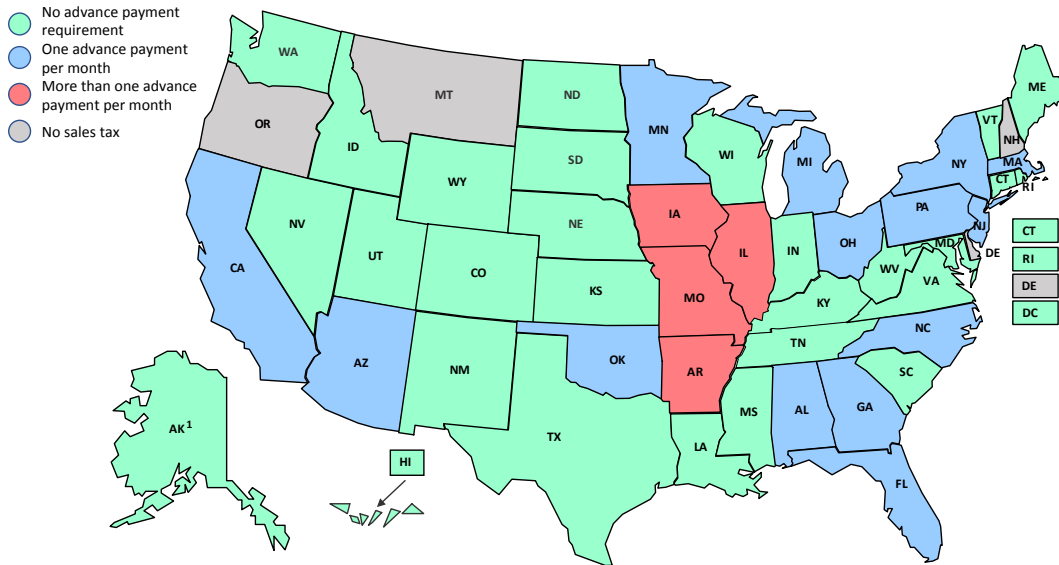 No advance payment
requirement
One advance payment
per month
More than one advance
payment per month
No sales tax
WA
MT
ND
MN
ME
VT
NH
OR
ID
SD
WI
MI
NY
MA
CT
RI
WY
IA
PA
NJ
NE
NV
UT
CO
IL
IN
OH
MD
DE
CT
RI
DE
DC
CA
KS
MO
WV
VA
KY
AZ
NM
OK
AR
TN
NC
SC
TX
MS
AL
GA
LA
FL
AK1
HI